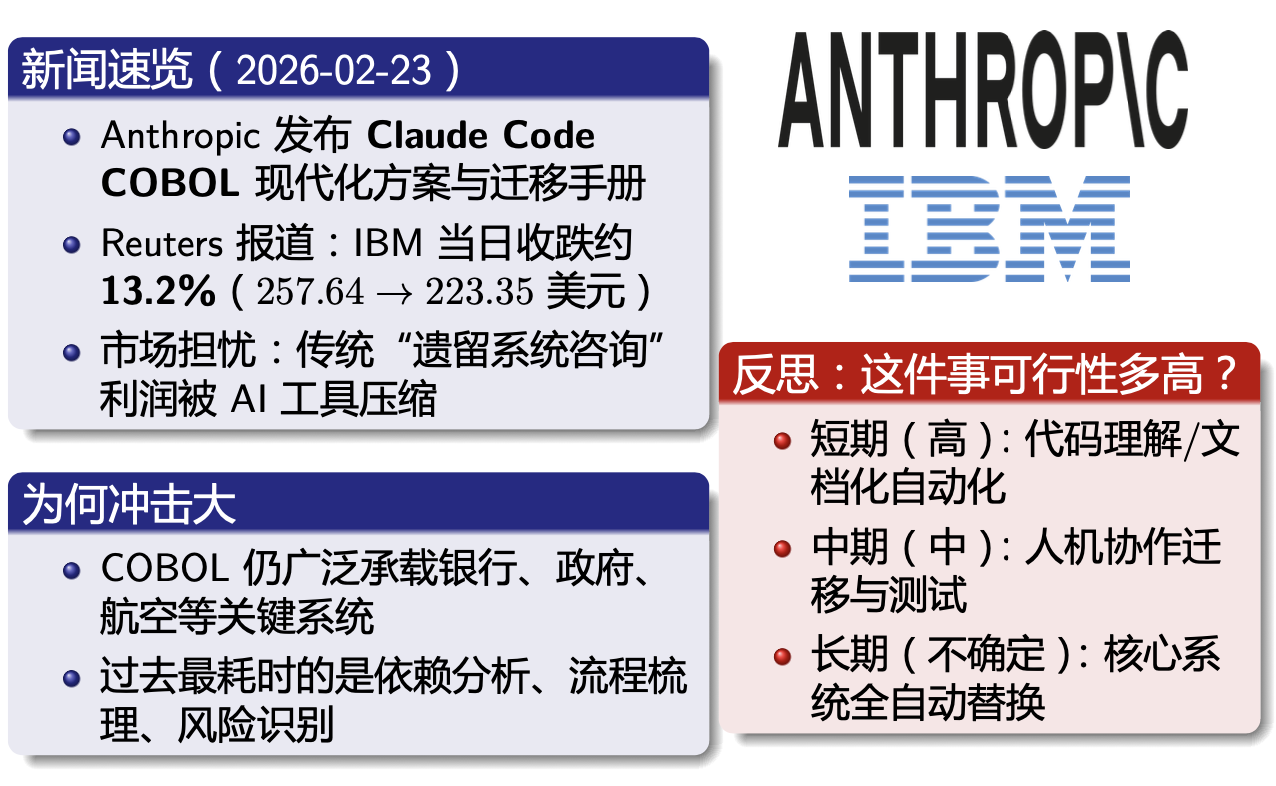 新闻速览（2026-02-23）
Anthropic 发布 Claude Code
COBOL 现代化方案与迁移手册
Reuters 报道：IBM 当日收跌约
13.2%（257.64 → 223.35 美元）
市场担忧：传统“遗留系统咨询”
利润被 AI 工具压缩
为何冲击大
COBOL 仍广泛承载银行、政府、
航空等关键系统
过去最耗时的是依赖分析、流程梳
理、风险识别
ANTHROP\C
IBM
反思：这件事可行性多高？
短期（高）：代码理解/文
档化自动化
中期（中）：人机协作迁
移与测试
长期（不确定）：核心系
统全自动替换